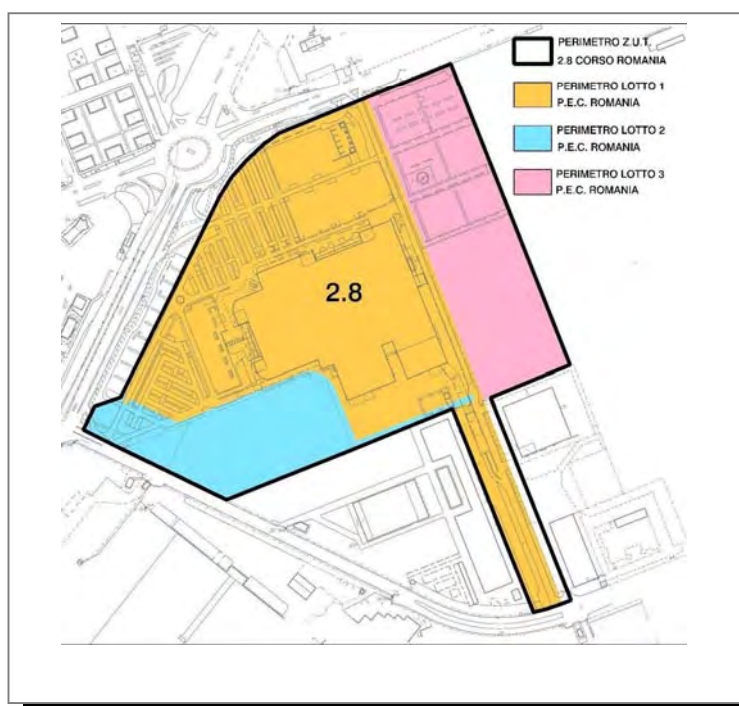 PERIMETRO Z.U.T.
2.8 CORSO ROMANIA
PERIMETRO LOTTO 1
P.E.C. ROMANIA
PERIMETRO LOTTO 2
P.E.C. ROMANIA
PERIMETRO LOTTO 3
P.E.C. ROMANIA
2.8